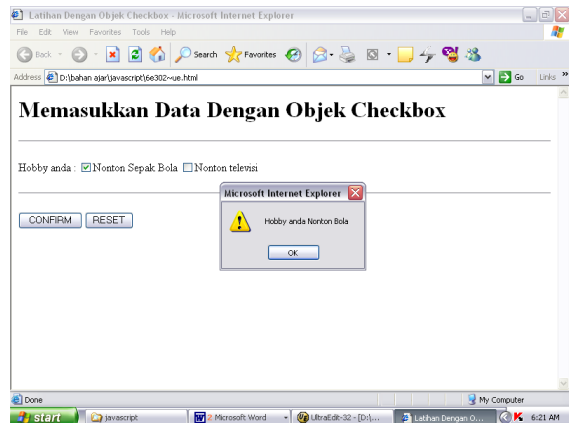 Latihan Dengan Objek Checkbox - Microsoft Internet Explorer
File Edit View Favorites Tools Help
Back Search Favorites
Address D:\bahan ajar\javascript\6e302~ue.html Go Links »
Memasukkan Data Dengan Objek Checkbox
Hobby anda : Nonton Sepak Bola Nonton televisi
Microsoft Internet Explorer
Hobby anda Nonton Bola
OK
CONFIRM RESET
Done My Computer
start javascript 2 Microsoft Word UltraEdit-32 - [D:\... Latihan Dengan O... 6:21 AM